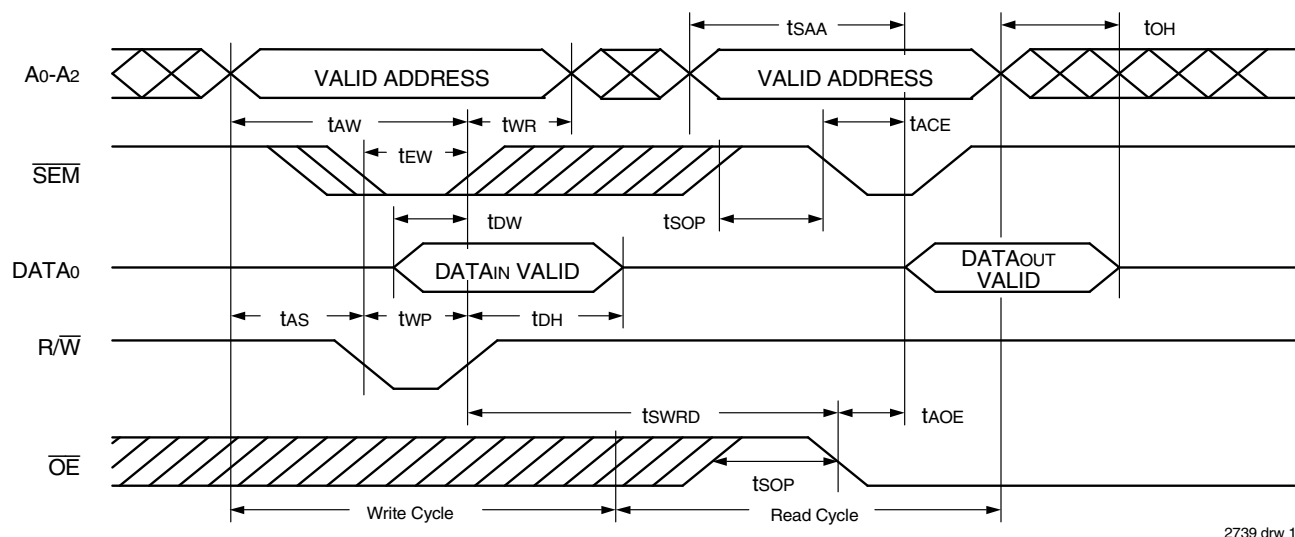 tSAA tOH
A0-A2 VALID ADDRESS VALID ADDRESS
tAW tWR tACE
tEW
SEM
tDW tSOP
DATA0 DATAIN VALID DATAOUT
VALID
tAS tWP tDH
R/W
tSWRD tAOE
OE
tSOP
Write Cycle Read Cycle
2739 drw 1